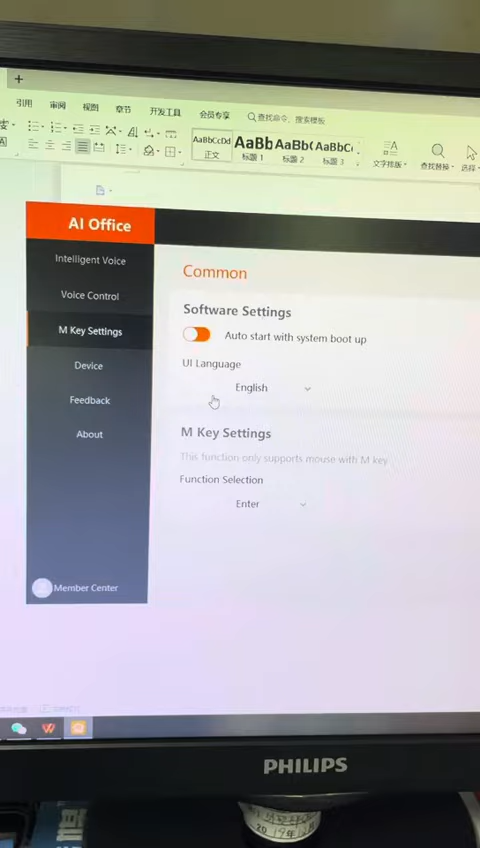 +
引用 审阅 视图 章节 开发工具 会员专享 查找命令、搜索模板
AaBbCcDd AaBb AaBb( AaBbC
正文 标题 1 标题 2 标题 3 文字排版 查找替换 选择
AI Office
Intelligent Voice
Voice Control
M Key Settings
Device
Feedback
About
Member Center
Common
Software Settings
Auto start with system boot up
UI Language
English
M Key Settings
This function only supports mouse with M key
Function Selection
Enter
PHILIPS